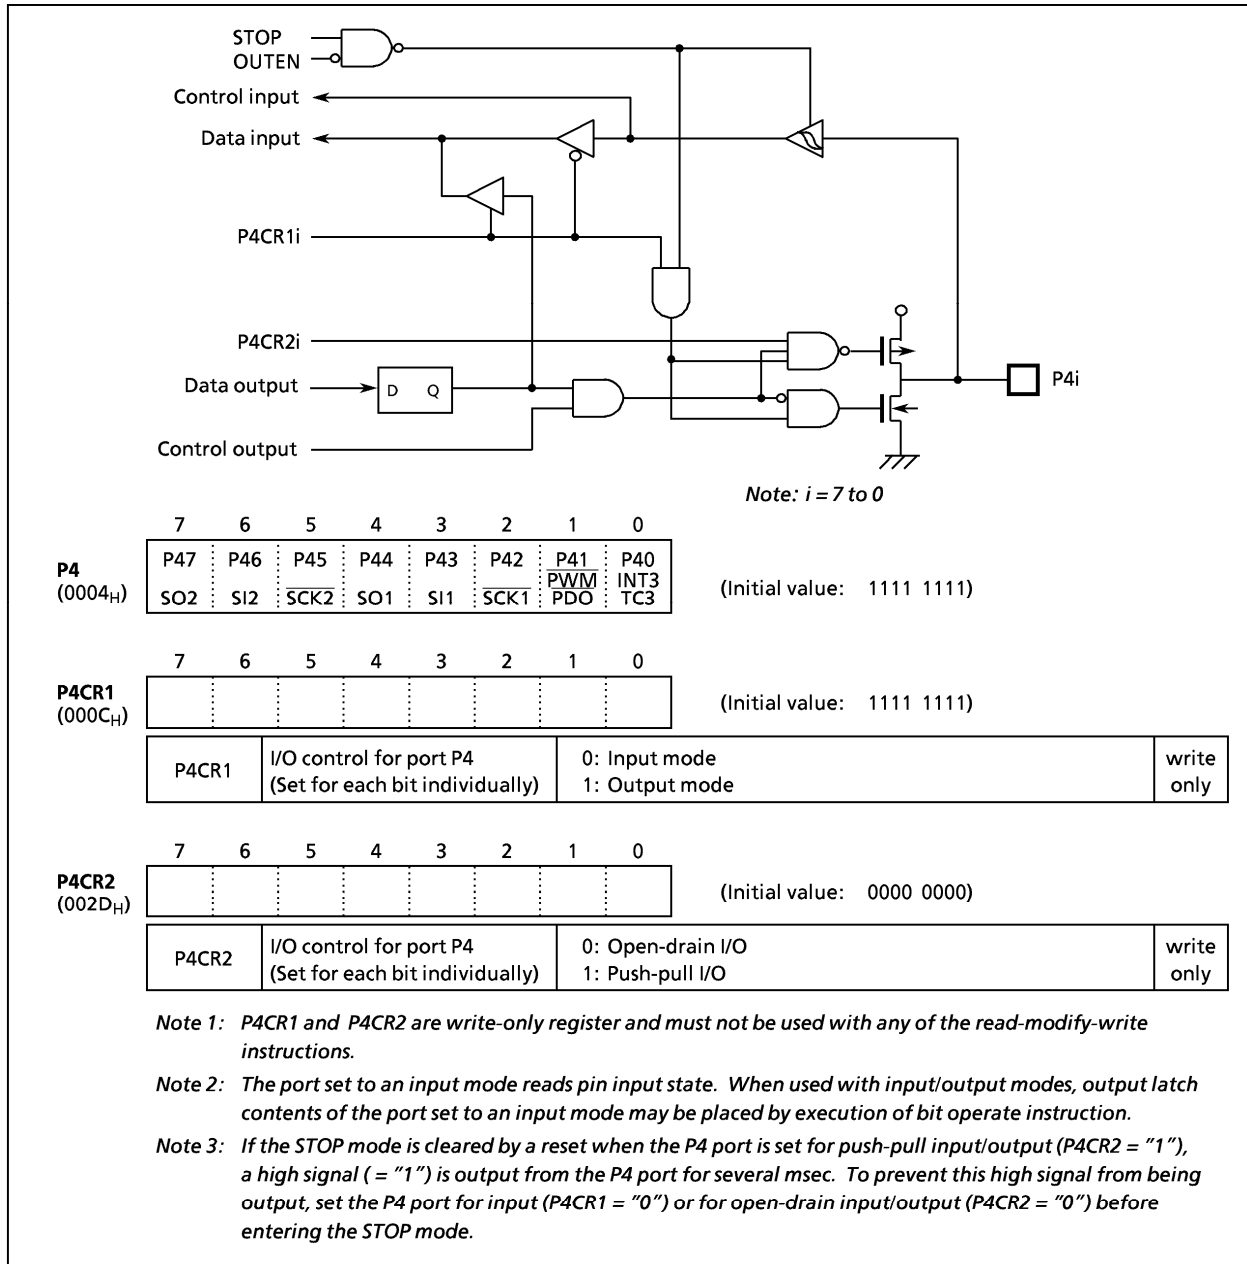 STOP
OUTEN
Control input
Data input
P4CR1i
P4CR2i
Data output
D Q
P4i
Control output
Note: i = 7 to 0
7 6 5 4 3 2 1 0
P4
(0004H)
P47 P46 P45 P44 P43 P42 P41 P40
PWM INT3
SO2 SI2 SCK2 SO1 SI1 SCK1 PDO TC3
(Initial value: 1111 1111)
7 6 5 4 3 2 1 0
P4CR1
(000CH)
(Initial value: 1111 1111)
P4CR1
I/O control for port P4
(Set for each bit individually)
0: Input mode
1: Output mode
write
only
7 6 5 4 3 2 1 0
P4CR2
(002DH)
(Initial value: 0000 0000)
P4CR2
I/O control for port P4
(Set for each bit individually)
0: Open-drain I/O
1: Push-pull I/O
write
only
Note 1: P4CR1 and P4CR2 are write-only register and must not be used with any of the read-modify-write
instructions.
Note 2: The port set to an input mode reads pin input state. When used with input/output modes, output latch
contents of the port set to an input mode may be placed by execution of bit operate instruction.
Note 3: If the STOP mode is cleared by a reset when the P4 port is set for push-pull input/output (P4CR2 = "1"),
a high signal ( = "1") is output from the P4 port for several msec. To prevent this high signal from being
output, set the P4 port for input (P4CR1 = "0") or for open-drain input/output (P4CR2 = "0") before
entering the STOP mode.